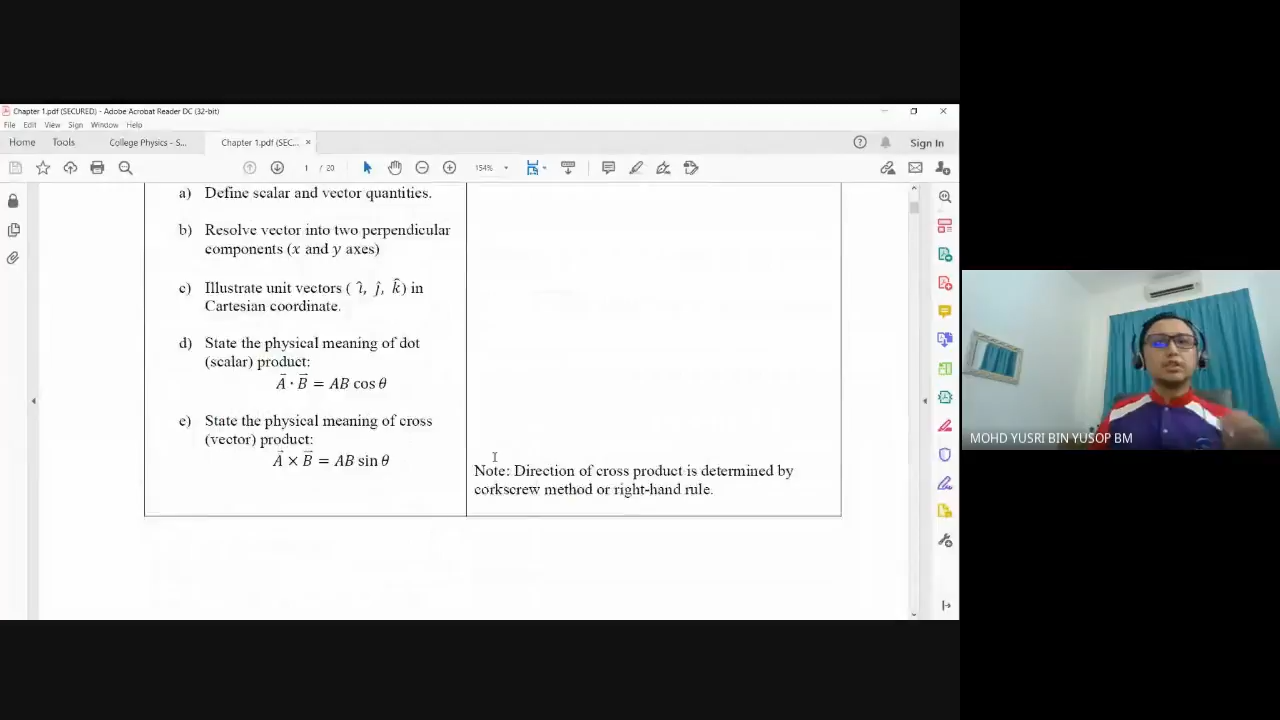 Chapter 1.pdf (SECURED) - Adobe Acrobat Reader DC (32-bit)
File Edit View Sign Window Help
Home Tools College Physics - S... Chapter 1.pdf (SEC... × Sign In
1 / 20 154%
a) Define scalar and vector quantities.
b) Resolve vector into two perpendicular
components (x and y axes)
c) Illustrate unit vectors ( î, ĵ, k̂) in
Cartesian coordinate.
d) State the physical meaning of dot
(scalar) product:
A⃗ · B⃗ = AB cos θ
e) State the physical meaning of cross
(vector) product:
A⃗ × B⃗ = AB sin θ
Note: Direction of cross product is determined by
corkscrew method or right-hand rule.
MOHD YUSRI BIN YUSOP BM